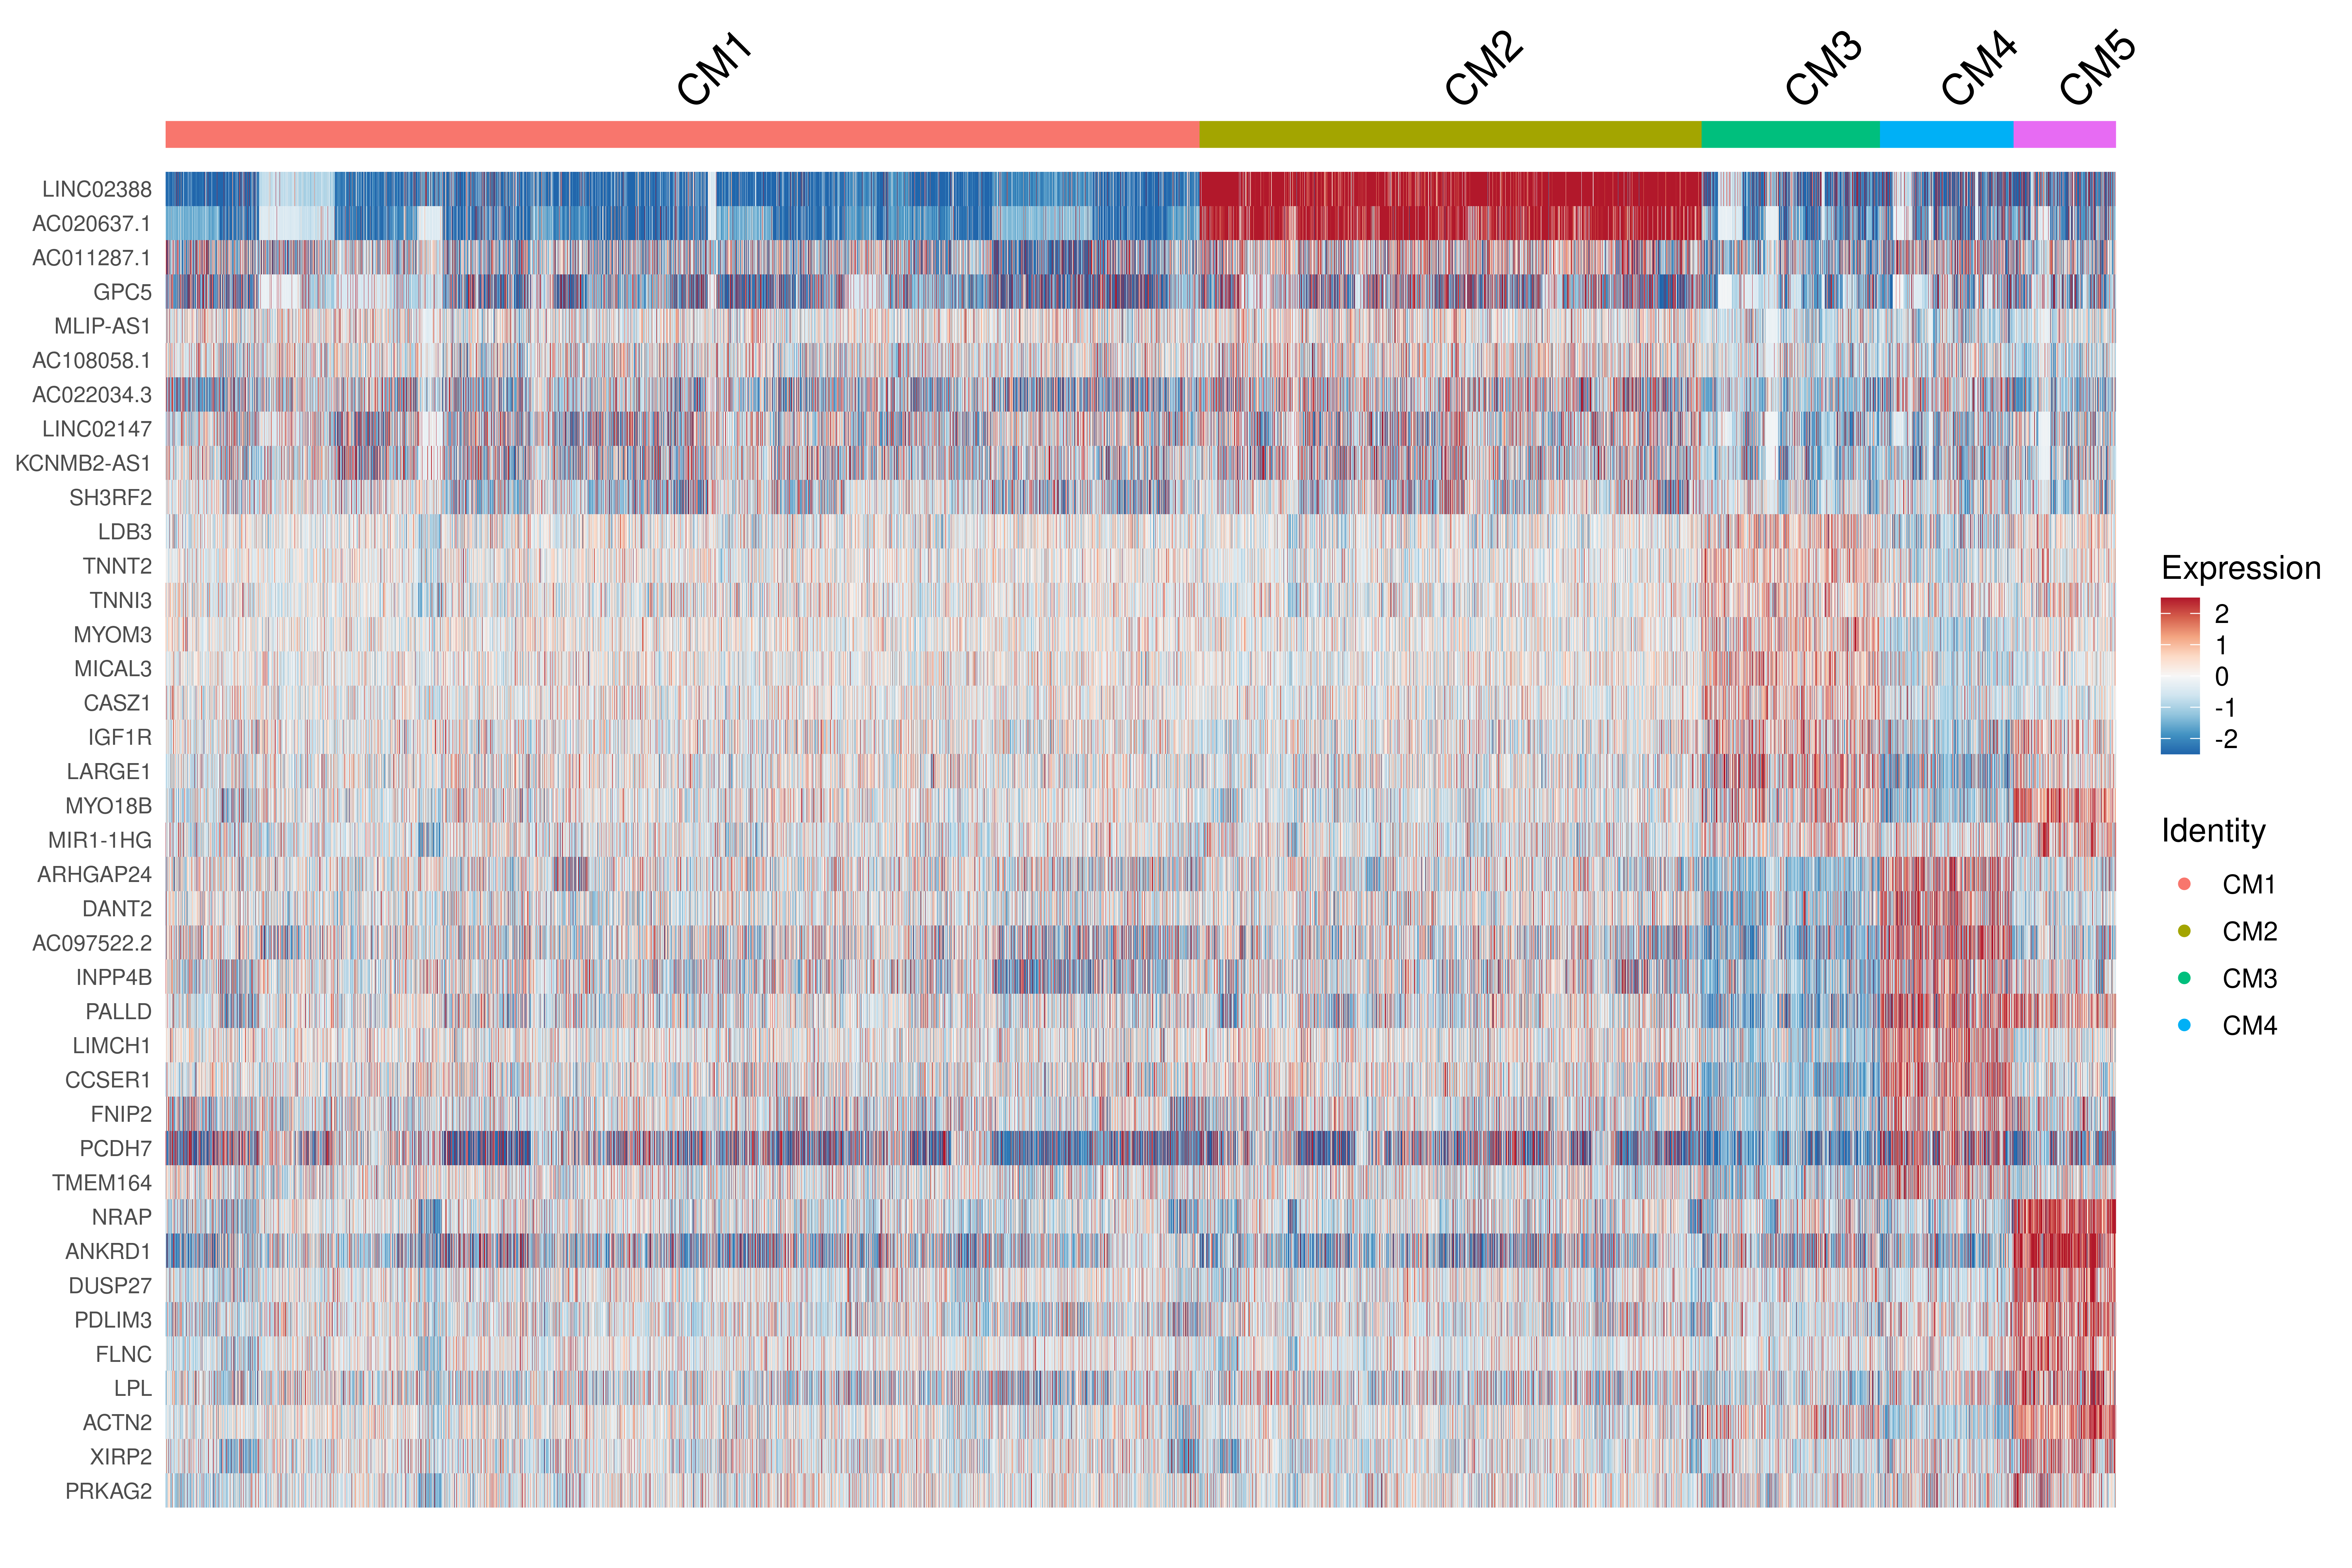 CM1
CM2
CM3
CM4
CM5
LINC02388
AC020637.1
AC011287.1
GPC5
MLIP-AS1
AC108058.1
AC022034.3
LINC02147
KCNMB2-AS1
SH3RF2
LDB3
TNNT2
TNNI3
MYOM3
MICAL3
CASZ1
IGF1R
LARGE1
MYO18B
MIR1-1HG
ARHGAP24
DANT2
AC097522.2
INPP4B
PALLD
LIMCH1
CCSER1
FNIP2
PCDH7
TMEM164
NRAP
ANKRD1
DUSP27
PDLIM3
FLNC
LPL
ACTN2
XIRP2
PRKAG2
Expression
2
1
0
-1
-2
Identity
CM1
CM2
CM3
CM4